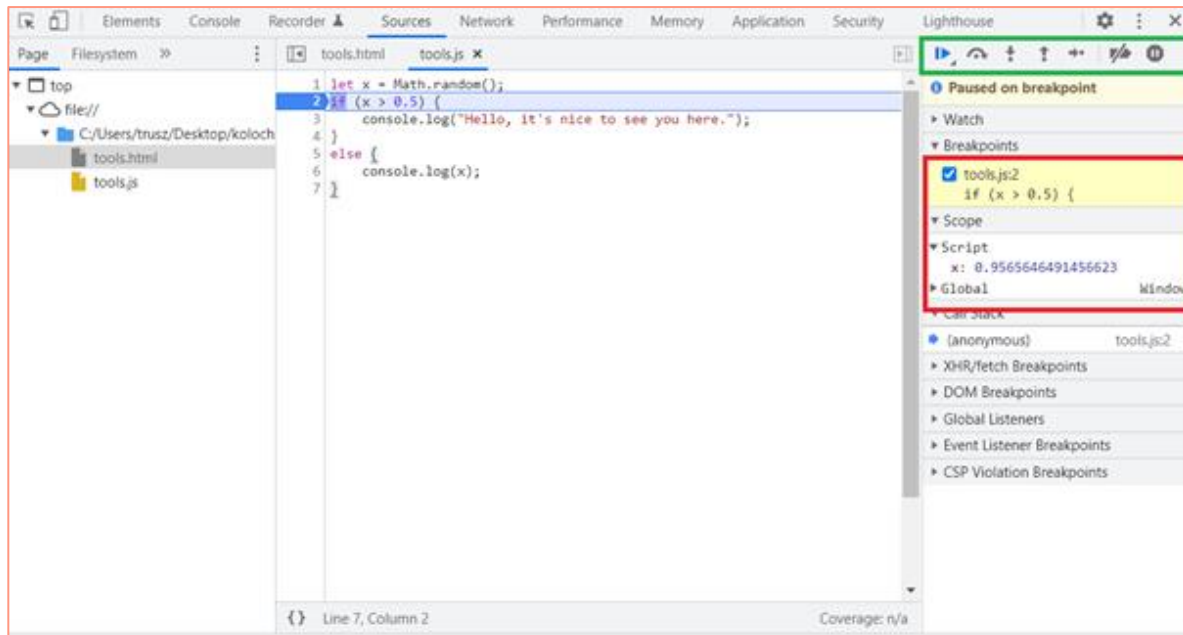 Elements Console Recorder Sources Network Performance Memory Application Security Lighthouse
Page Filesystem
tools.html tools.js
top
file://
C:/Users/trusz/Desktop/koloch
tools.html
tools.js
1 let x = Math.random();
2 if (x > 0.5) {
3 console.log("Hello, it's nice to see you here.");
4 }
5 else {
6 console.log(x);
7 }
{} Line 7, Column 2 Coverage: n/a
Paused on breakpoint
Watch
Breakpoints
tools.js:2
if (x > 0.5) {
Scope
Script
x: 0.9565646491456623
Global Window
Call Stack
(anonymous) tools.js:2
XHR/fetch Breakpoints
DOM Breakpoints
Global Listeners
Event Listener Breakpoints
CSP Violation Breakpoints